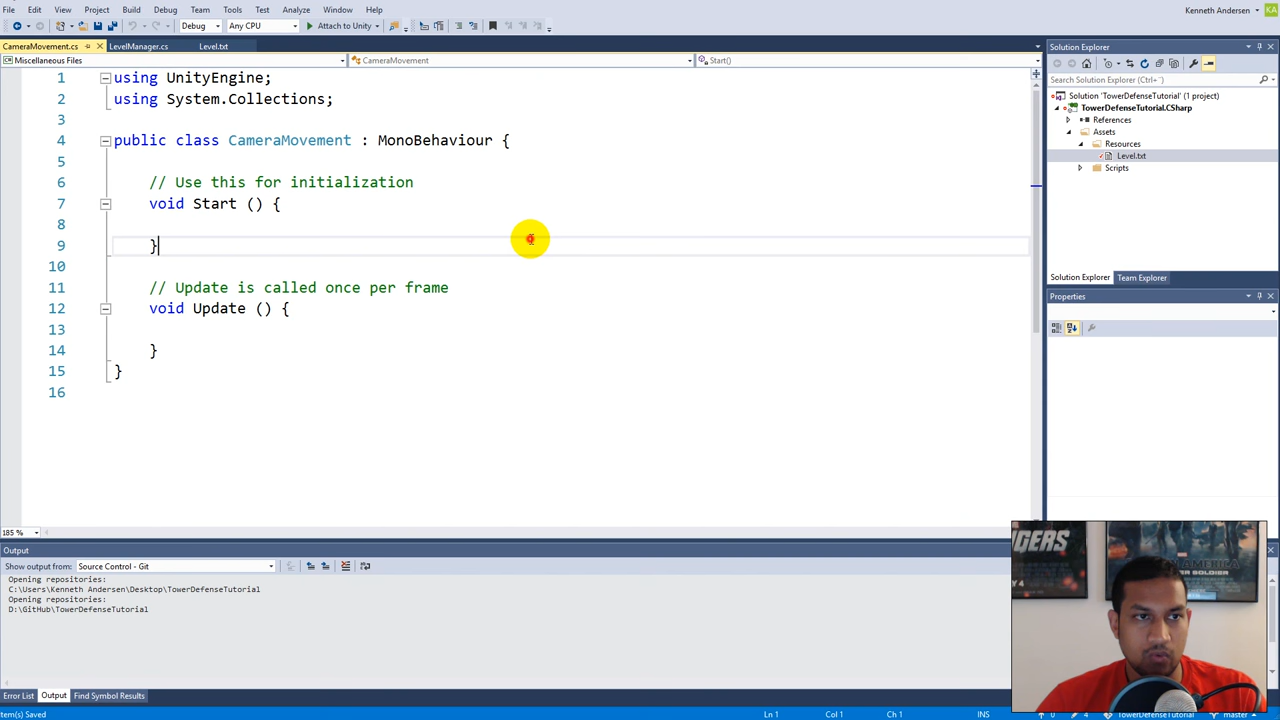 File Edit View Project Build Debug Team Tools Test Analyze Window Help Kenneth Andersen KA
Debug Any CPU Attach to Unity
CameraMovement.cs LevelManager.cs Level.txt
Miscellaneous Files CameraMovement Start()
1 using UnityEngine;
2 using System.Collections;
3
4 public class CameraMovement : MonoBehaviour {
5
6 // Use this for initialization
7 void Start () {
8
9 }
10
11 // Update is called once per frame
12 void Update () {
13
14 }
15 }
16
185 %
Solution Explorer
Search Solution Explorer
Solution 'TowerDefenseTutorial' (1 project)
TowerDefenseTutorial.CSharp
References
Assets
Resources
Level.txt
Scripts
Solution Explorer Team Explorer
Properties
Output
Show output from: Source Control - Git
Opening repositories:
C:\Users\Kenneth Andersen\Desktop\TowerDefenseTutorial
Opening repositories:
D:\GitHub\TowerDefenseTutorial
Error List Output Find Symbol Results
tem(s) Saved Ln 1 Col 1 Ch 1 INS 0 4 TowerDefenseTutorial master